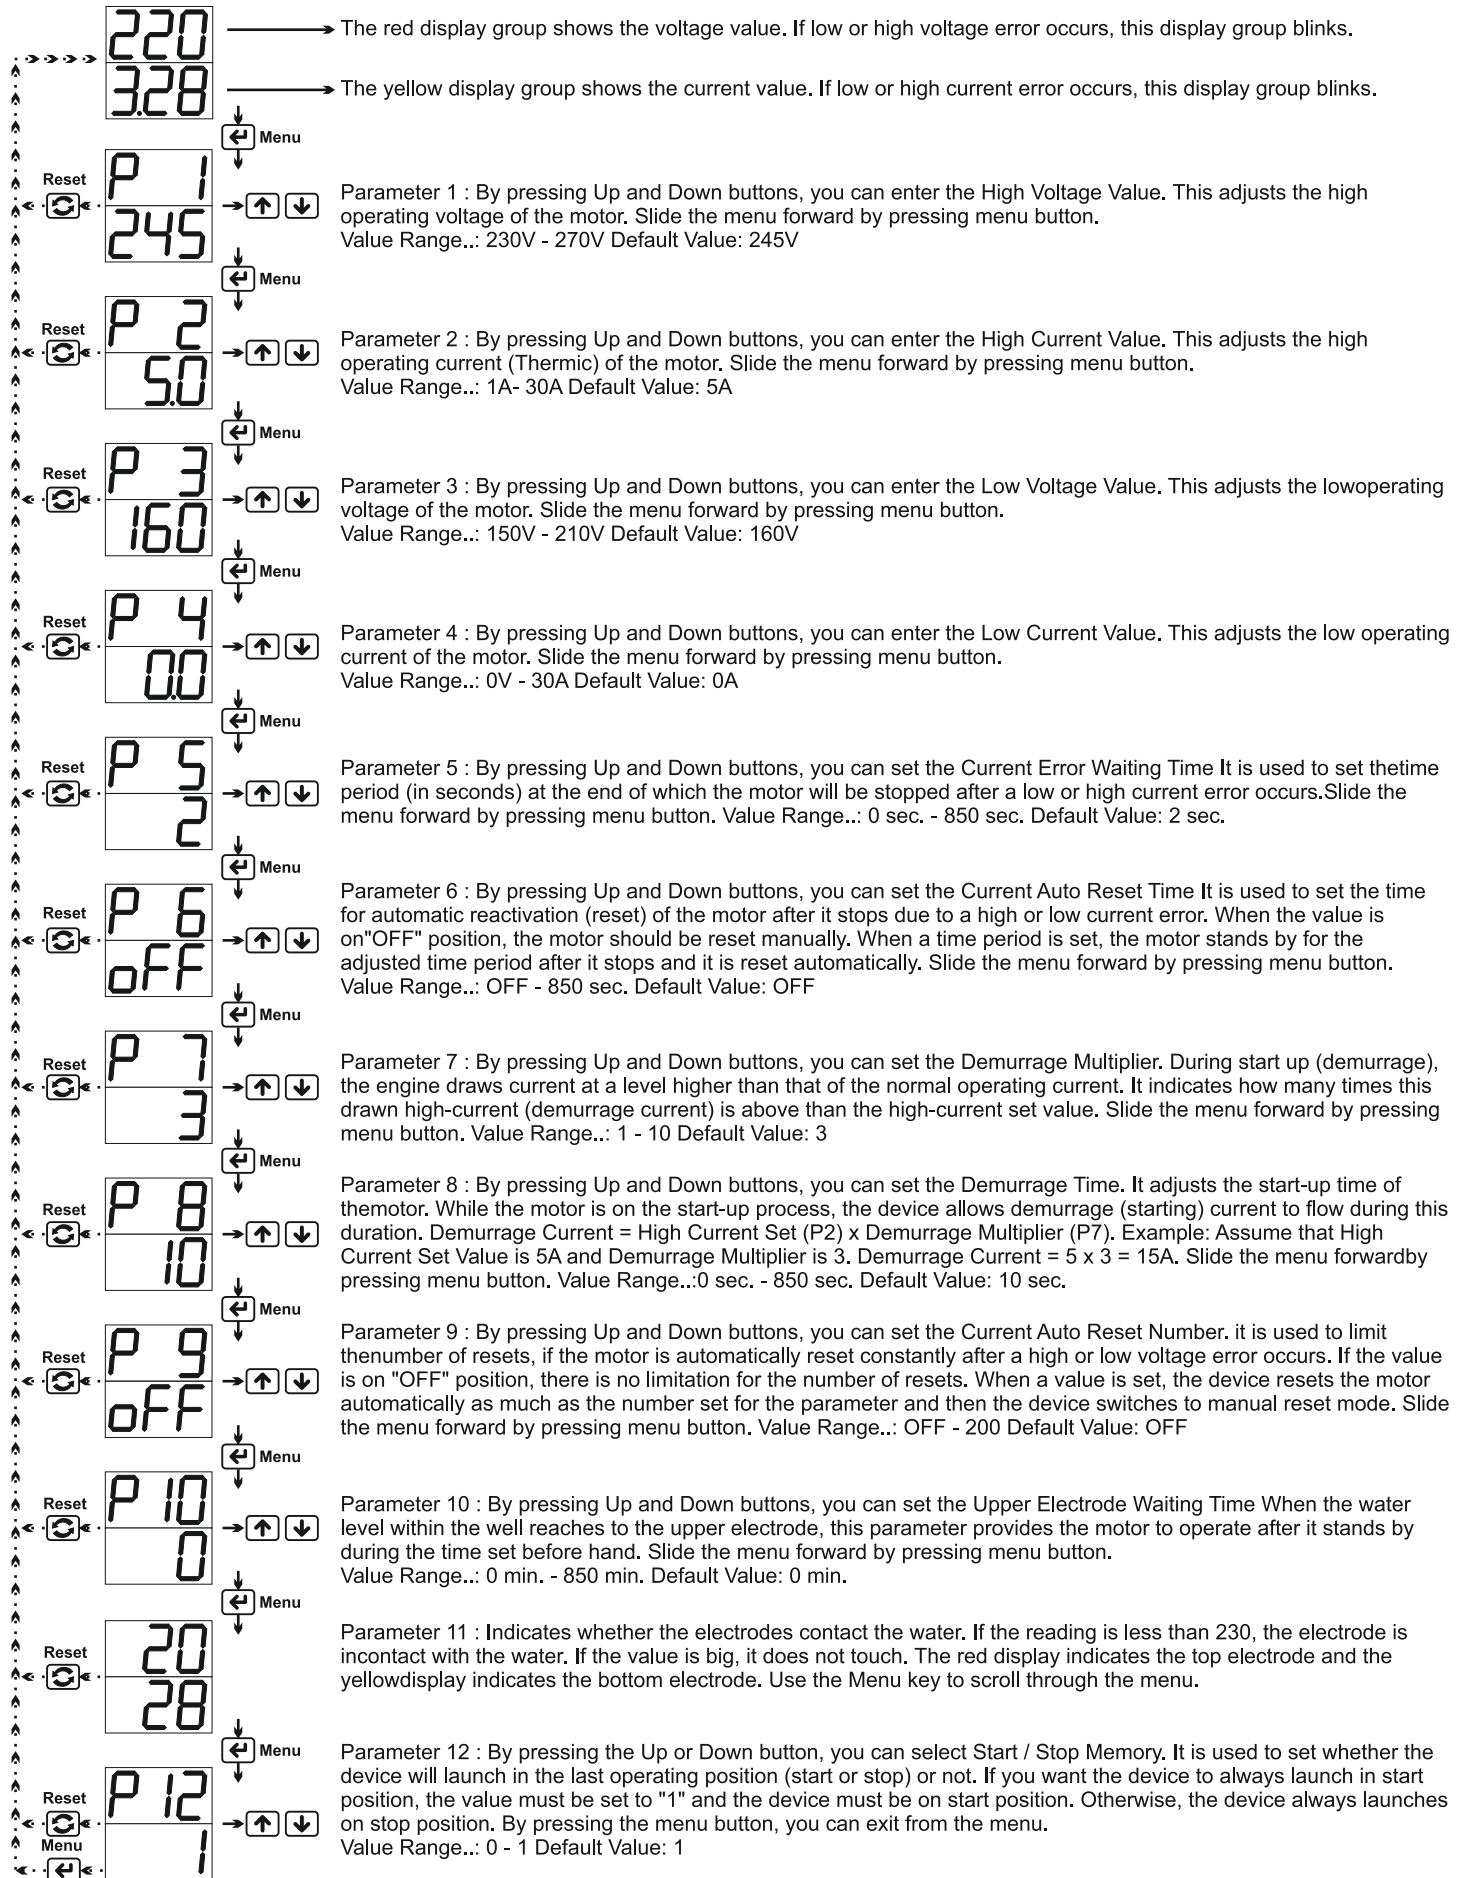 220
The red display group shows the voltage value. If low or high voltage error occurs, this display group blinks.
3.28
The yellow display group shows the current value. If low or high current error occurs, this display group blinks.
Menu
P 1
Reset
245
Parameter 1 : By pressing Up and Down buttons, you can enter the High Voltage Value. This adjusts the high
operating voltage of the motor. Slide the menu forward by pressing menu button.
Value Range..: 230V - 270V Default Value: 245V
Menu
P 2
Reset
5.0
Parameter 2 : By pressing Up and Down buttons, you can enter the High Current Value. This adjusts the high
operating current (Thermic) of the motor. Slide the menu forward by pressing menu button.
Value Range..: 1A- 30A Default Value: 5A
Menu
P 3
Reset
160
Parameter 3 : By pressing Up and Down buttons, you can enter the Low Voltage Value. This adjusts the lowoperating
voltage of the motor. Slide the menu forward by pressing menu button.
Value Range..: 150V - 210V Default Value: 160V
Menu
P 4
Reset
0.0
Parameter 4 : By pressing Up and Down buttons, you can enter the Low Current Value. This adjusts the low operating
current of the motor. Slide the menu forward by pressing menu button.
Value Range..: 0V - 30A Default Value: 0A
Menu
P 5
Reset
2
Parameter 5 : By pressing Up and Down buttons, you can set the Current Error Waiting Time It is used to set thetime
period (in seconds) at the end of which the motor will be stopped after a low or high current error occurs.Slide the
menu forward by pressing menu button. Value Range..: 0 sec. - 850 sec. Default Value: 2 sec.
Menu
P 6
Reset
oFF
Parameter 6 : By pressing Up and Down buttons, you can set the Current Auto Reset Time It is used to set the time
for automatic reactivation (reset) of the motor after it stops due to a high or low current error. When the value is
on"OFF" position, the motor should be reset manually. When a time period is set, the motor stands by for the
adjusted time period after it stops and it is reset automatically. Slide the menu forward by pressing menu button.
Value Range..: OFF - 850 sec. Default Value: OFF
Menu
P 7
Reset
3
Parameter 7 : By pressing Up and Down buttons, you can set the Demurrage Multiplier. During start up (demurrage),
the engine draws current at a level higher than that of the normal operating current. It indicates how many times this
drawn high-current (demurrage current) is above than the high-current set value. Slide the menu forward by pressing
menu button. Value Range..: 1 - 10 Default Value: 3
Menu
P 8
Reset
10
Parameter 8 : By pressing Up and Down buttons, you can set the Demurrage Time. It adjusts the start-up time of
themotor. While the motor is on the start-up process, the device allows demurrage (starting) current to flow during this
duration. Demurrage Current = High Current Set (P2) x Demurrage Multiplier (P7). Example: Assume that High
Current Set Value is 5A and Demurrage Multiplier is 3. Demurrage Current = 5 x 3 = 15A. Slide the menu forwardby
pressing menu button. Value Range..:0 sec. - 850 sec. Default Value: 10 sec.
Menu
P 9
Reset
oFF
Parameter 9 : By pressing Up and Down buttons, you can set the Current Auto Reset Number. it is used to limit
thenumber of resets, if the motor is automatically reset constantly after a high or low voltage error occurs. If the value
is on "OFF" position, there is no limitation for the number of resets. When a value is set, the device resets the motor
automatically as much as the number set for the parameter and then the device switches to manual reset mode. Slide
the menu forward by pressing menu button. Value Range..: OFF - 200 Default Value: OFF
Menu
P10
Reset
0
Parameter 10 : By pressing Up and Down buttons, you can set the Upper Electrode Waiting Time When the water
level within the well reaches to the upper electrode, this parameter provides the motor to operate after it stands by
during the time set before hand. Slide the menu forward by pressing menu button.
Value Range..: 0 min. - 850 min. Default Value: 0 min.
Menu
20
Reset
28
Parameter 11 : Indicates whether the electrodes contact the water. If the reading is less than 230, the electrode is
incontact with the water. If the value is big, it does not touch. The red display indicates the top electrode and the
yellowdisplay indicates the bottom electrode. Use the Menu key to scroll through the menu.
Menu
P12
Reset
1
Menu
Parameter 12 : By pressing the Up or Down button, you can select Start / Stop Memory. It is used to set whether the
device will launch in the last operating position (start or stop) or not. If you want the device to always launch in start
position, the value must be set to "1" and the device must be on start position. Otherwise, the device always launches
on stop position. By pressing the menu button, you can exit from the menu.
Value Range..: 0 - 1 Default Value: 1